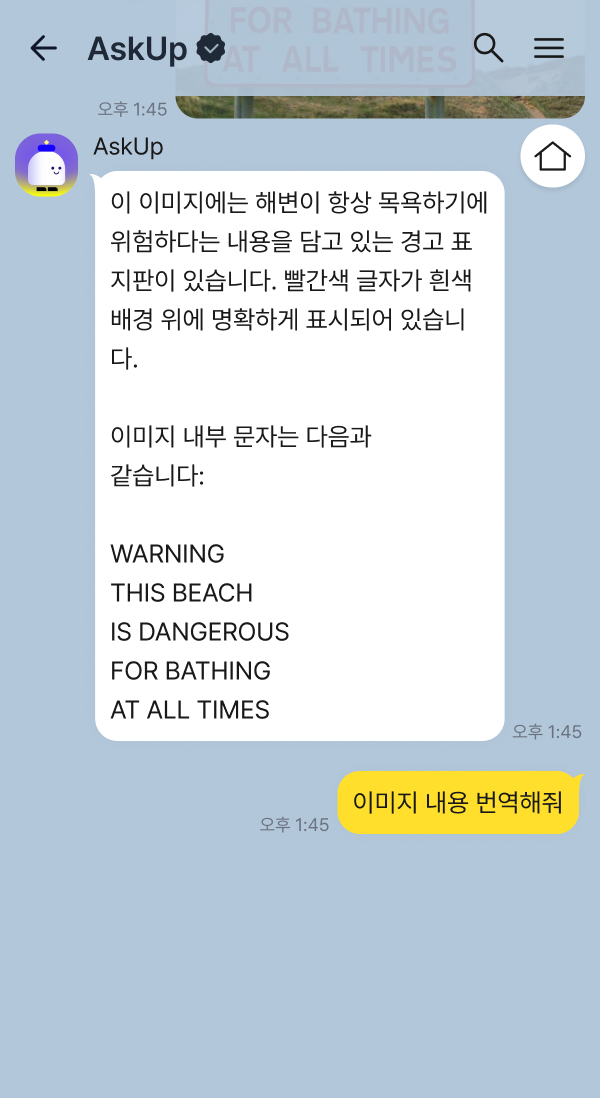 FOR BATHING
AskUp
AT ALL TIMES
오후 1:45
AskUp
이 이미지에는 해변이 항상 목욕하기에
위험하다는 내용을 담고 있는 경고 표
지판이 있습니다. 빨간색 글자가 흰색
배경 위에 명확하게 표시되어 있습니
다.
이미지 내부 문자는 다음과
같습니다:
WARNING
THIS BEACH
IS DANGEROUS
FOR BATHING
AT ALL TIMES
오후 1:45
이미지 내용 번역해줘
오후 1:45